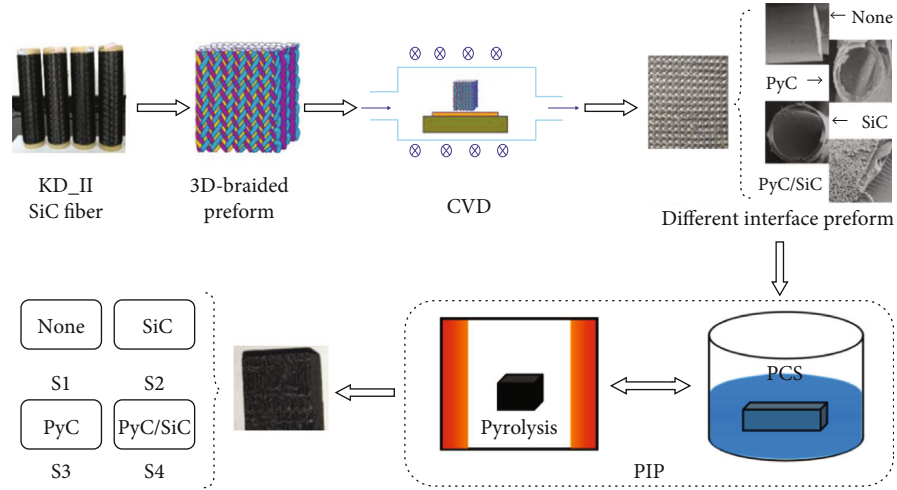 KD_II
SiC fiber
3D-braided
preform
CVD
← None
PyC →
← SiC
PyC/SiC
Different interface preform
None
SiC
S1
S2
PyC
PyC/SiC
S3
S4
Pyrolysis
PCS
PIP